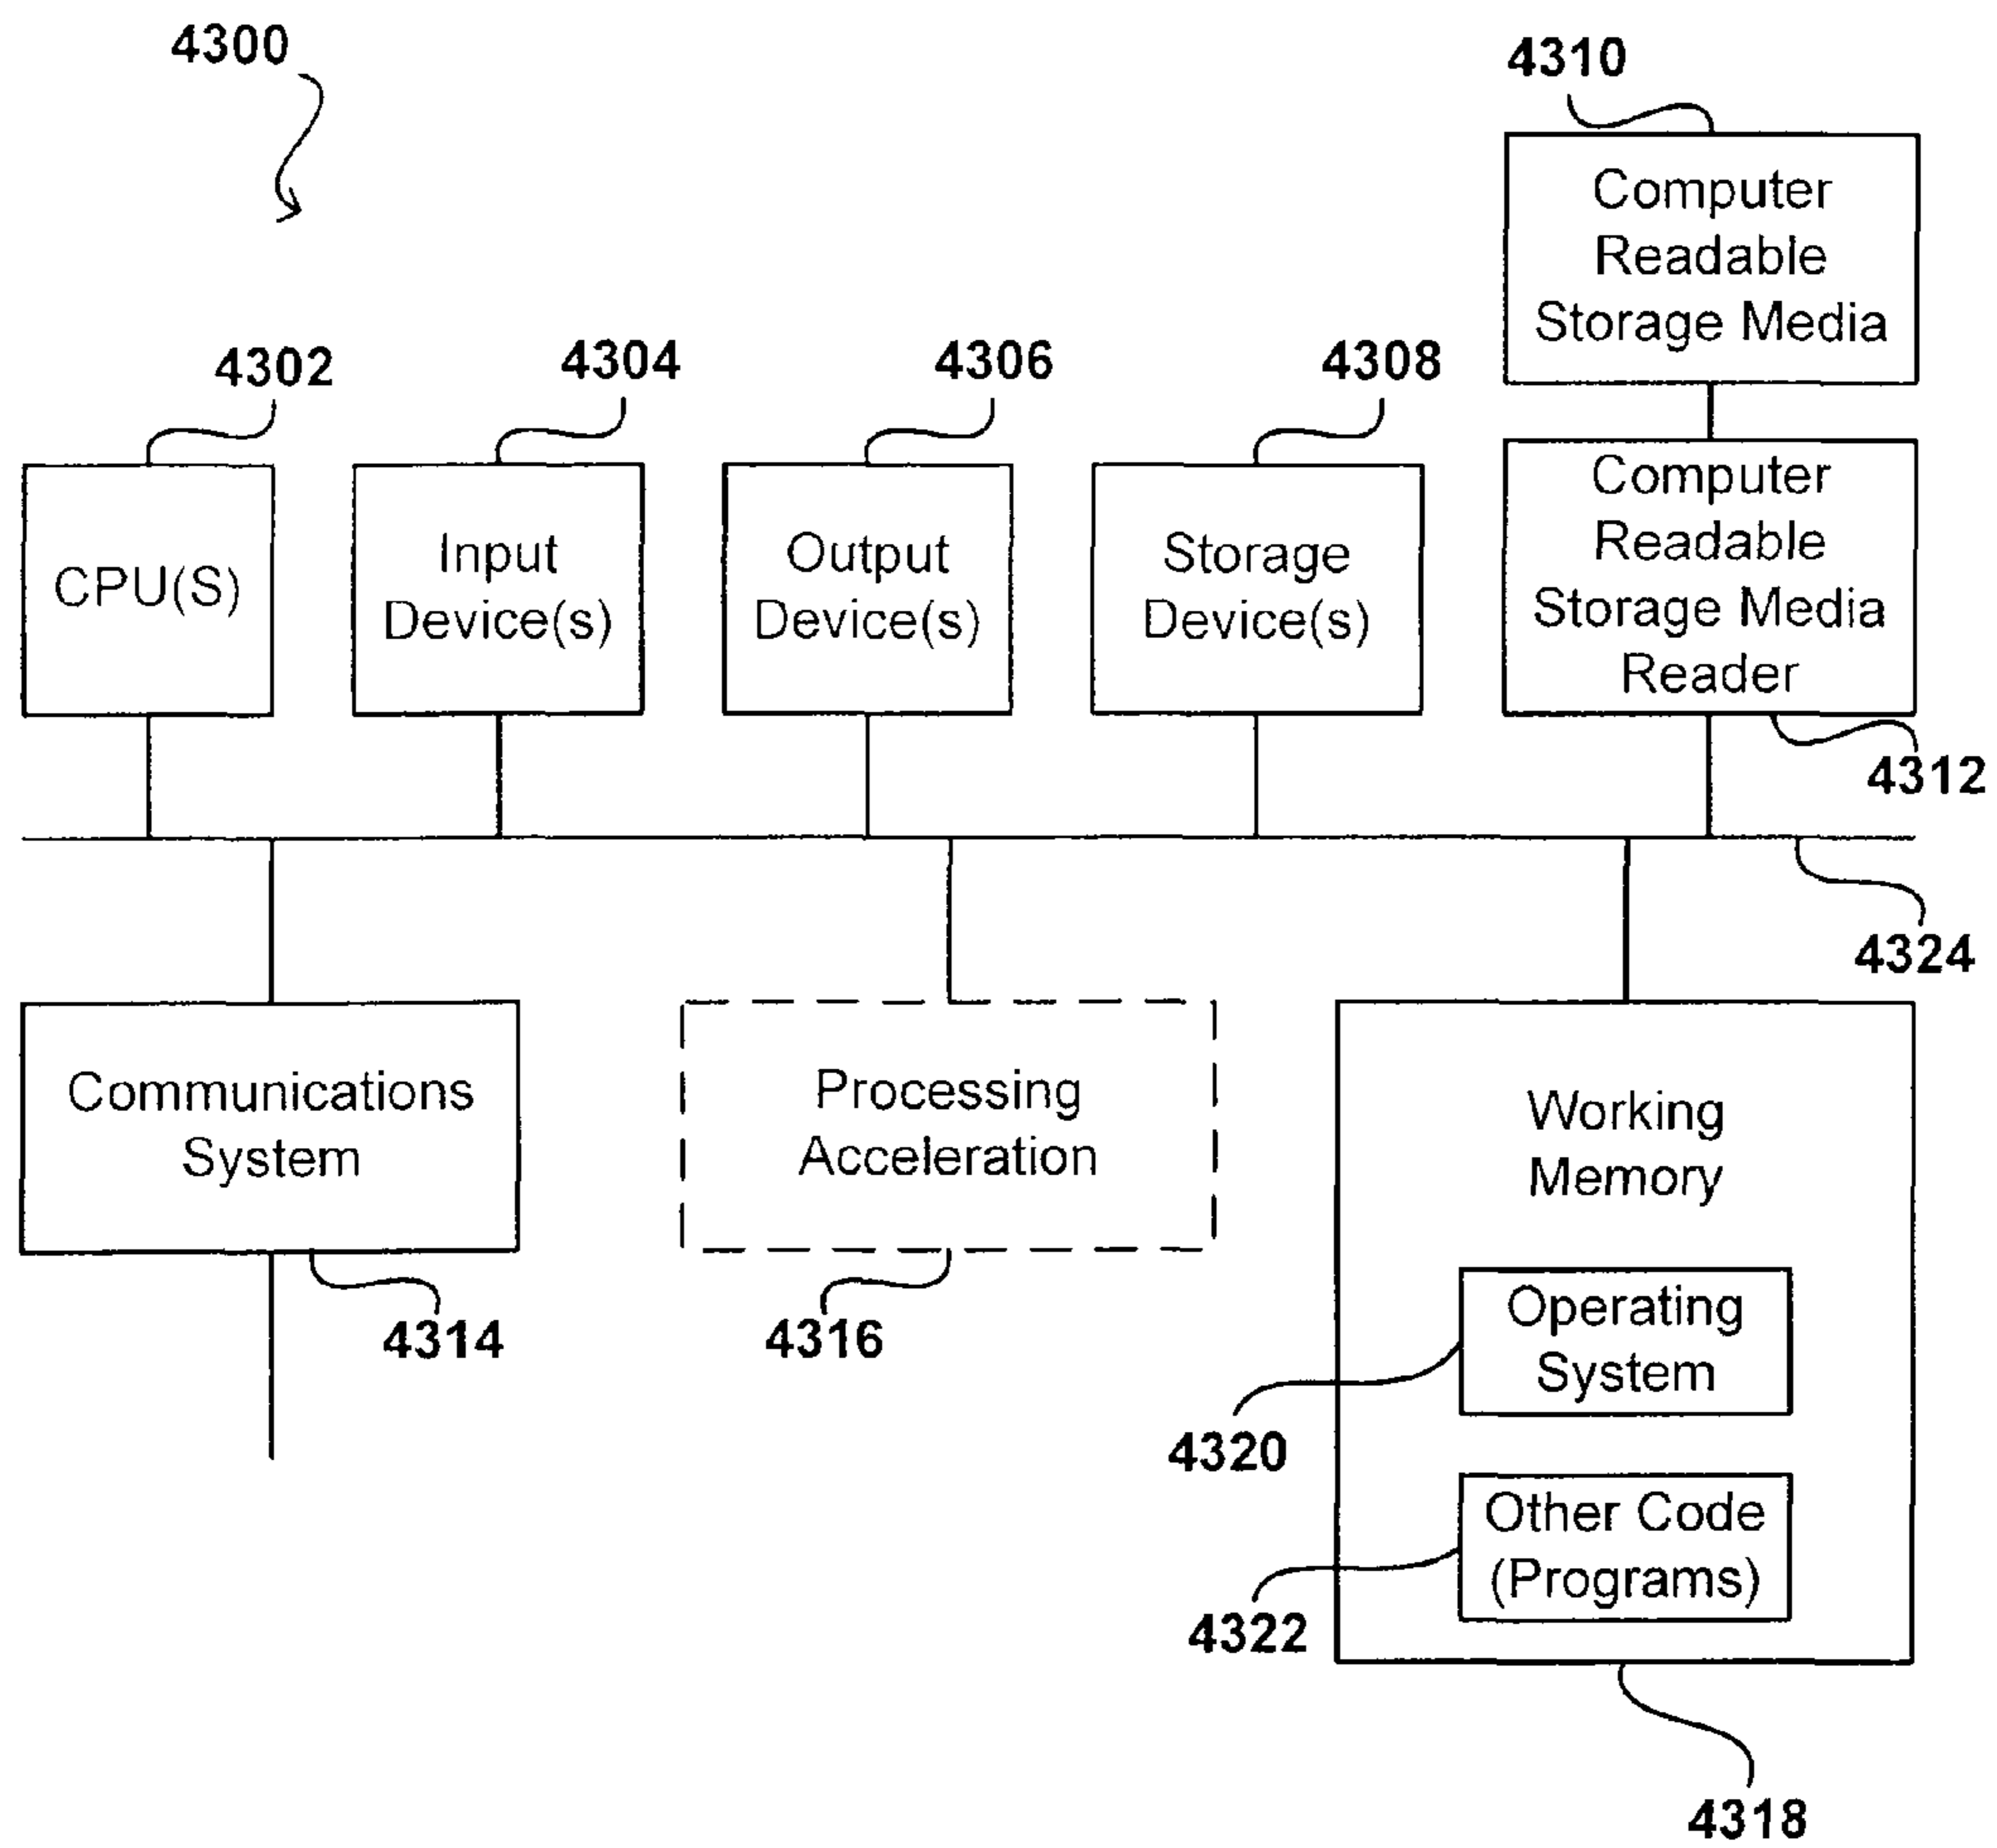 4300
4310
Computer
Readable
Storage Media
4302
4304
4306
4308
CPU(S)
Input
Device(s)
Output
Device(s)
Storage
Device(s)
Computer
Readable
Storage Media
Reader
4312
4324
Communications
System
4314
Processing
Acceleration
4316
Working
Memory
Operating
System
4320
Other Code
(Programs)
4322
4318